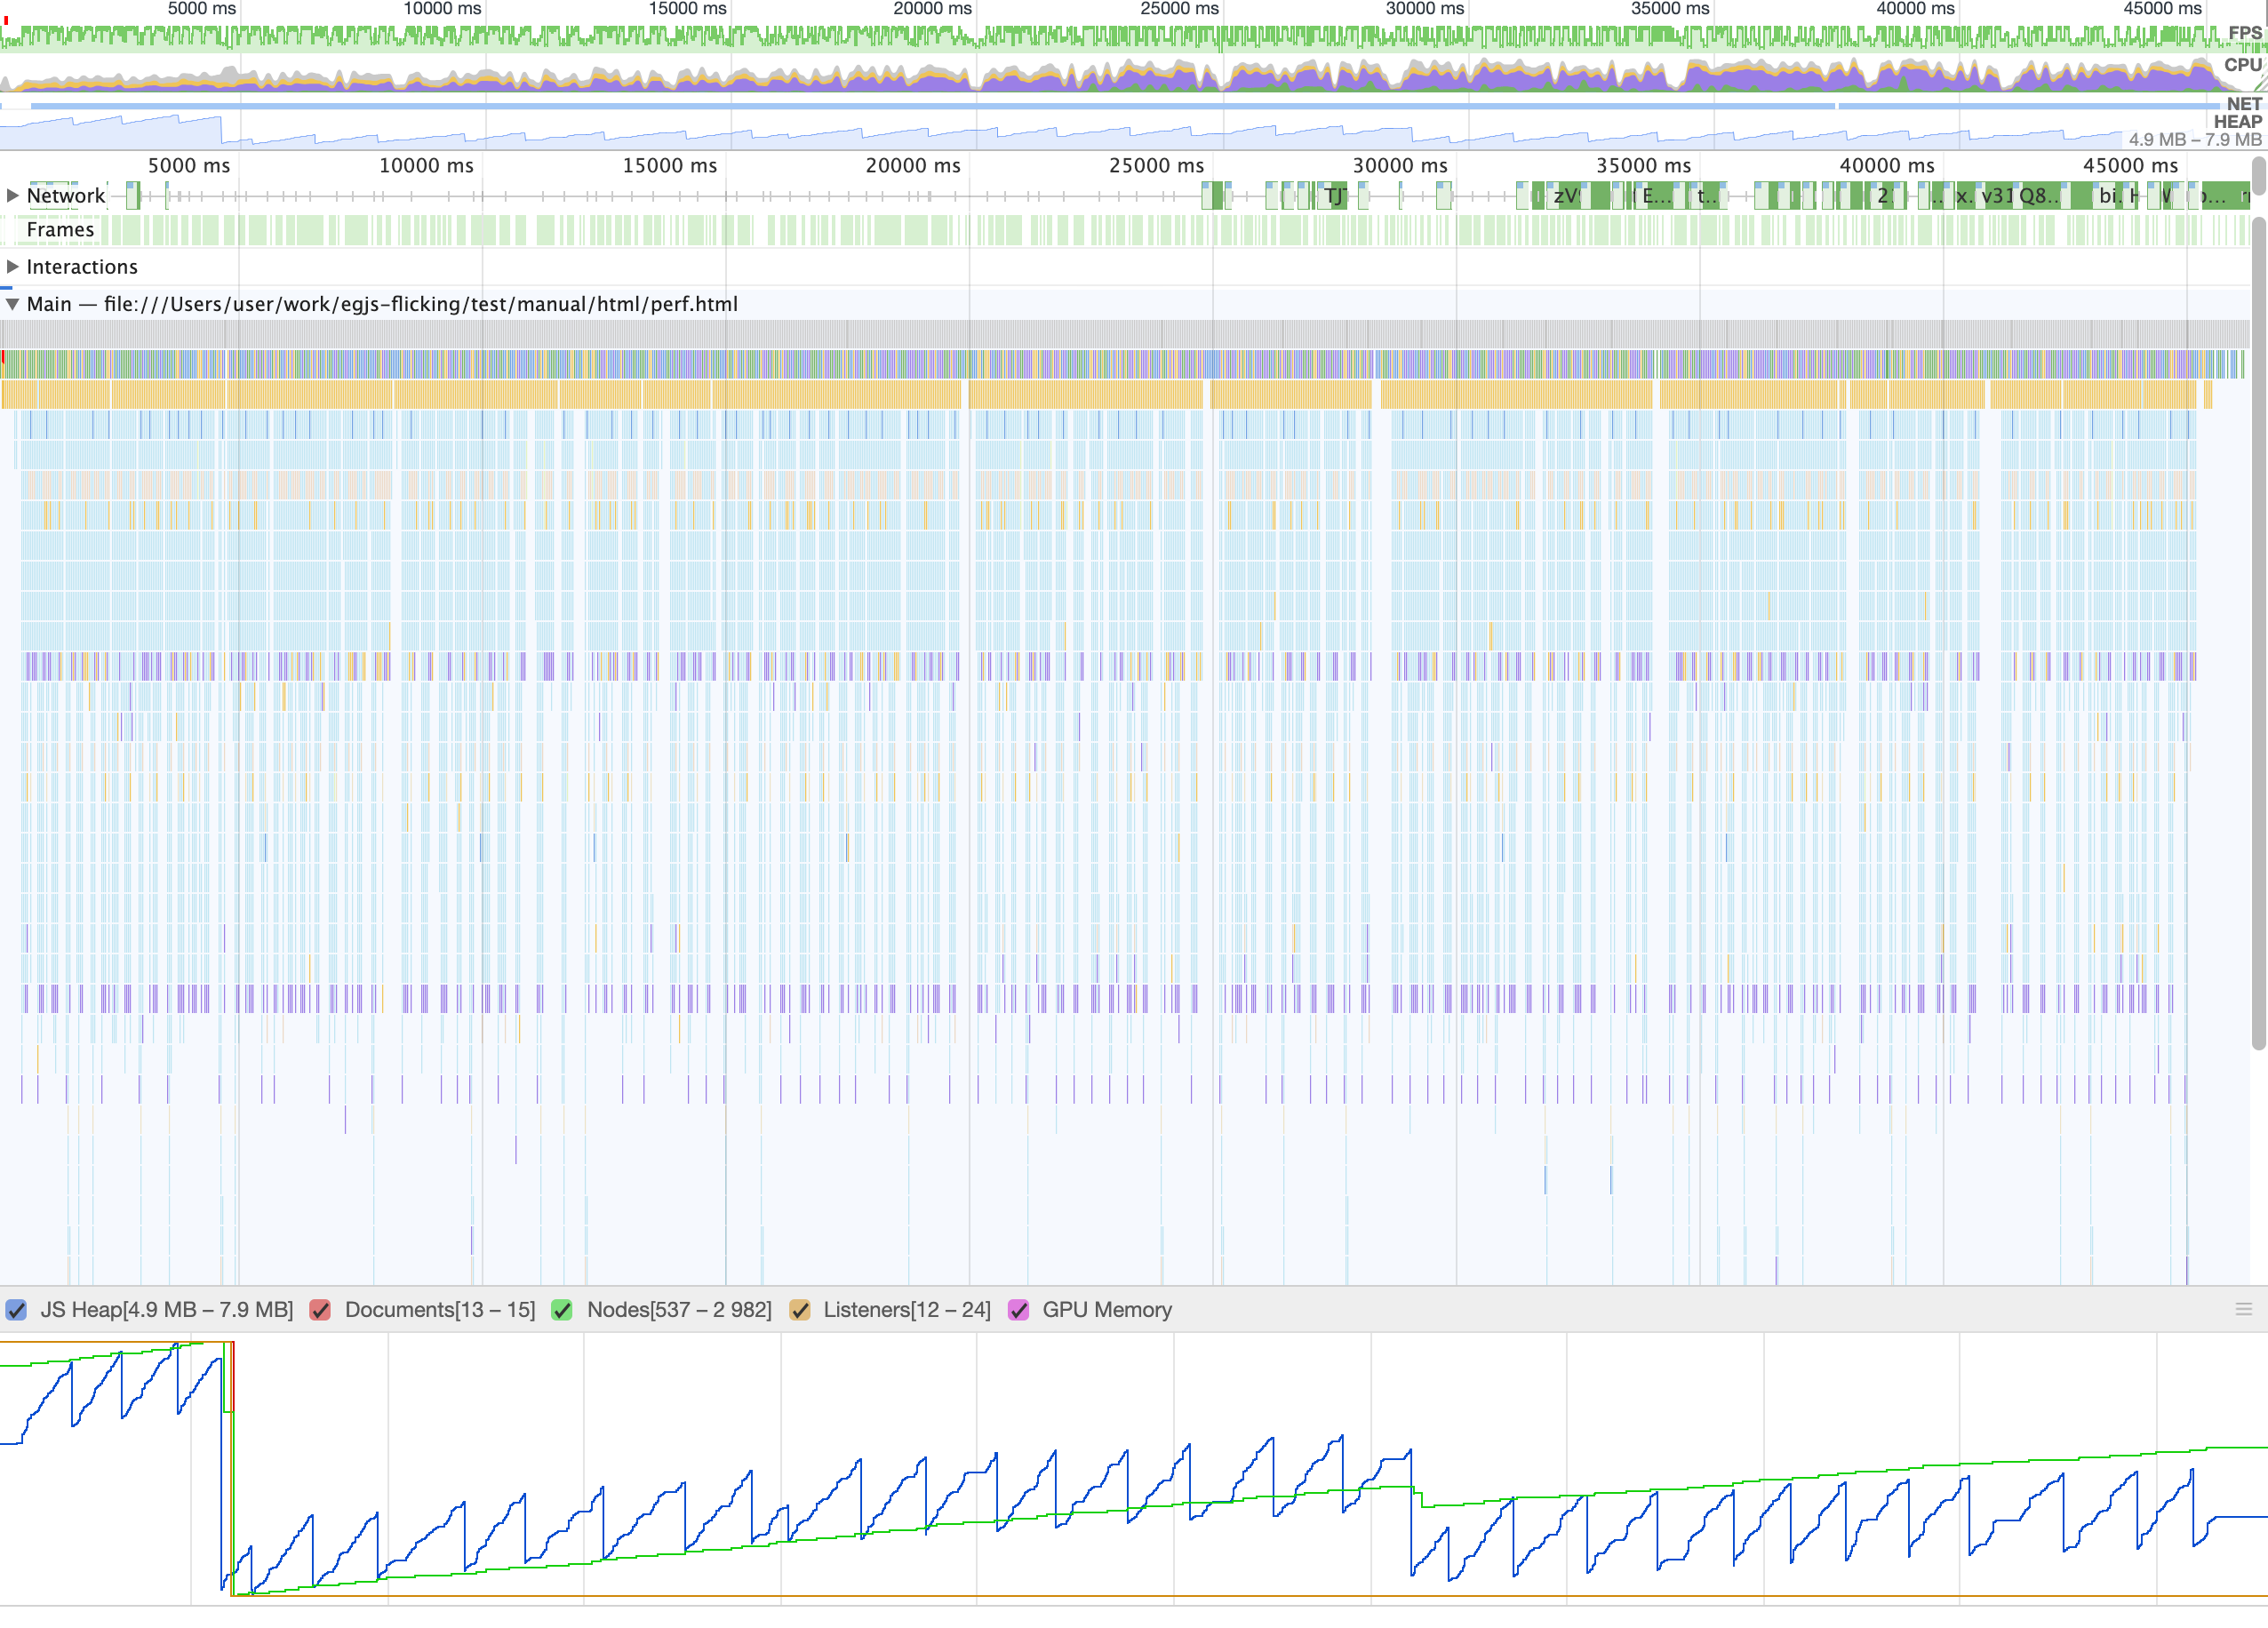 5000 ms 10000 ms 15000 ms 20000 ms 25000 ms 30000 ms 35000 ms 40000 ms 45000 ms
FPS
CPU
NET
HEAP
4.9 MB – 7.9 MB
5000 ms 10000 ms 15000 ms 20000 ms 25000 ms 30000 ms 35000 ms 40000 ms 45000 ms
Network TJ E... t... x. v31 Q8...
Frames
Interactions
Main — file:///Users/user/work/egjs-flicking/test/manual/html/perf.html
JS Heap[4.9 MB – 7.9 MB] Documents[13 – 15] Nodes[537 – 2 982] Listeners[12 – 24] GPU Memory